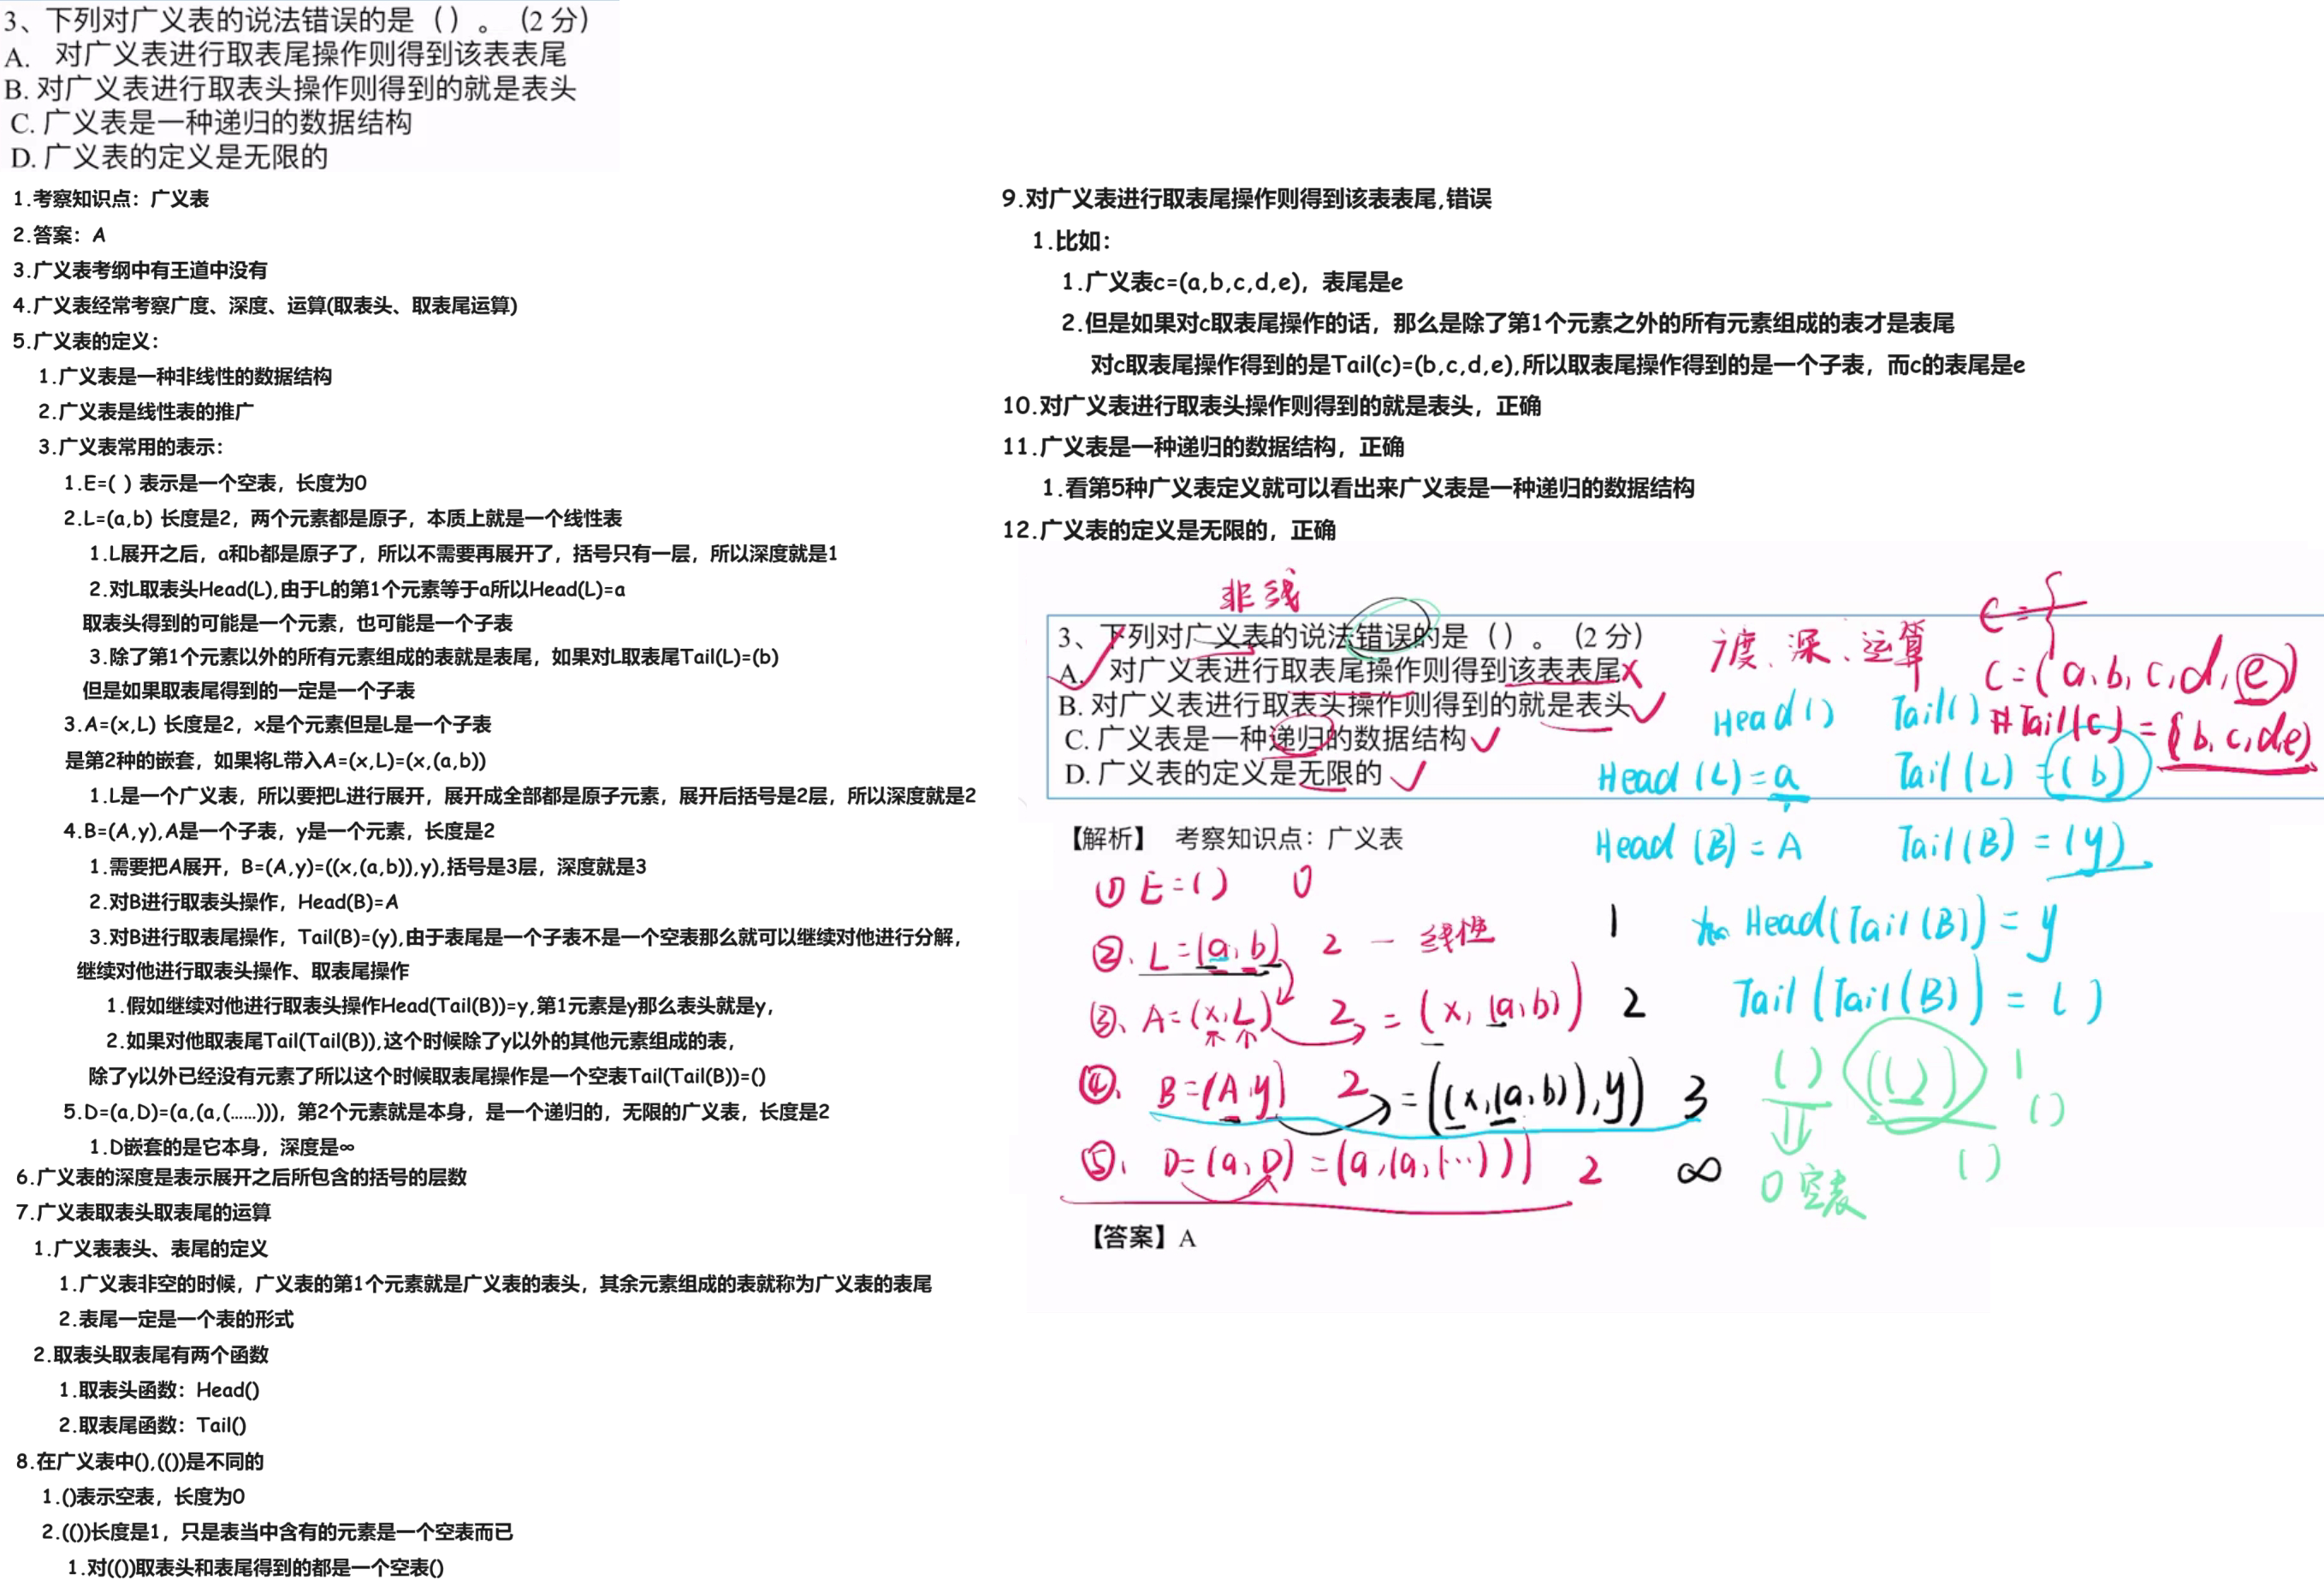 3、下列对广义表的说法错误的是（）。（2 分）
A. 对广义表进行取表尾操作则得到该表表尾
B. 对广义表进行取表头操作则得到的就是表头
C. 广义表是一种递归的数据结构
D. 广义表的定义是无限的
1.考察知识点：广义表
2.答案：A
3.广义表考纲中有王道中没有
4.广义表经常考察广度、深度、运算(取表头、取表尾运算)
5.广义表的定义：
1.广义表是一种非线性的数据结构
2.广义表是线性表的推广
3.广义表常用的表示：
1.E=( ) 表示是一个空表，长度为0
2.L=(a,b) 长度是2，两个元素都是原子，本质上就是一个线性表
1.L展开之后，a和b都是原子了，所以不需要再展开了，括号只有一层，所以深度就是1
2.对L取表头Head(L),由于L的第1个元素等于a所以Head(L)=a
取表头得到的可能是一个元素，也可能是一个子表
3.除了第1个元素以外的所有元素组成的表就是表尾，如果对L取表尾Tail(L)=(b)
但是如果取表尾得到的一定是一个子表
3.A=(x,L) 长度是2，x是个元素但是L是一个子表
是第2种的嵌套，如果将L带入A=(x,L)=(x,(a,b))
1.L是一个广义表，所以要把L进行展开，展开成全部都是原子元素，展开后括号是2层，所以深度就是2
4.B=(A,y),A是一个子表，y是一个元素，长度是2
1.需要把A展开，B=(A,y)=((x,(a,b)),y),括号是3层，深度就是3
2.对B进行取表头操作，Head(B)=A
3.对B进行取表尾操作，Tail(B)=(y),由于表尾是一个子表不是一个空表那么就可以继续对他进行分解，
继续对他进行取表头操作、取表尾操作
1.假如继续对他进行取表头操作Head(Tail(B))=y,第1元素是y那么表头就是y，
2.如果对他取表尾Tail(Tail(B)),这个时候除了y以外的其他元素组成的表，
除了y以外已经没有元素了所以这个时候取表尾操作是一个空表Tail(Tail(B))=()
5.D=(a,D)=(a,(a,(......)))，第2个元素就是本身，是一个递归的，无限的广义表，长度是2
1.D嵌套的是它本身，深度是∞
6.广义表的深度是表示展开之后所包含的括号的层数
7.广义表取表头取表尾的运算
1.广义表表头、表尾的定义
1.广义表非空的时候，广义表的第1个元素就是广义表的表头，其余元素组成的表就称为广义表的表尾
2.表尾一定是一个表的形式
2.取表头取表尾有两个函数
1.取表头函数：Head()
2.取表尾函数：Tail()
8.在广义表中(),(())是不同的
1.()表示空表，长度为0
2.(())长度是1，只是表当中含有的元素是一个空表而已
1.对(())取表头和表尾得到的都是一个空表()
9.对广义表进行取表尾操作则得到该表表尾,错误
1.比如：
1.广义表c=(a,b,c,d,e)，表尾是e
2.但是如果对c取表尾操作的话，那么是除了第1个元素之外的所有元素组成的表才是表尾
对c取表尾操作得到的是Tail(c)=(b,c,d,e),所以取表尾操作得到的是一个子表，而c的表尾是e
10.对广义表进行取表头操作则得到的就是表头，正确
11.广义表是一种递归的数据结构，正确
1.看第5种广义表定义就可以看出来广义表是一种递归的数据结构
12.广义表的定义是无限的，正确
非线
3、下列对广义表的说法错误的是（）。（2 分）
A. 对广义表进行取表尾操作则得到该表表尾
B. 对广义表进行取表头操作则得到的就是表头
C. 广义表是一种递归的数据结构
D. 广义表的定义是无限的
广度、深、运算
C=(a,b,c,d,e)
Head() Tail() Tail(c)=(b,c,d,e)
Head(L)=a Tail(L)=(b)
Head(B)=A Tail(B)=(y)
【解析】 考察知识点：广义表
① E=() 0
②、L=(a,b) 2 — 线性 1
Head(Tail(B))=y
③、A=(x,L) 2 =(x,(a,b)) 2
Tail(Tail(B))=()
④、B=(A,y) 2 =((x,(a,b)),y) 3
() (()) 1
()
⑤、D=(a,D)=(a,(a,(…))) 2 ∞
()
0 空表
【答案】A